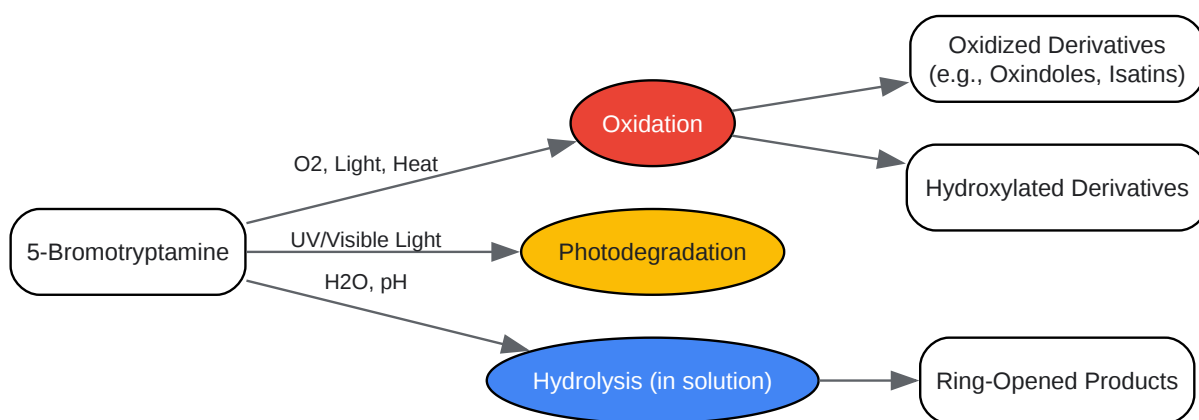 Oxidized Derivatives
(e.g., Oxindoles, Isatins)
Oxidation
O2, Light, Heat
Hydroxylated Derivatives
5-Bromotryptamine
UV/Visible Light
Photodegradation
H2O, pH
Hydrolysis (in solution)
Ring-Opened Products